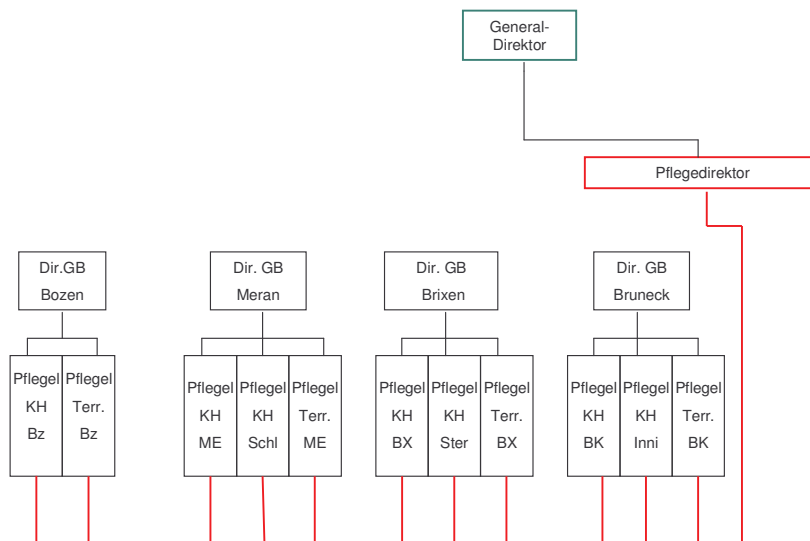 General-
Direktor
Pflegedirektor
Dir.GB
Bozen
Dir. GB
Meran
Dir. GB
Brixen
Dir. GB
Bruneck
Pflegel
KH
Bz
Pflegel
Terr.
Bz
Pflegel
KH
ME
Pflegel
KH
Schl
Pflegel
Terr.
ME
Pflegel
KH
BX
Pflegel
KH
Ster
Pflegel
Terr.
BX
Pflegel
KH
BK
Pflegel
KH
Inni
Pflegel
Terr.
BK